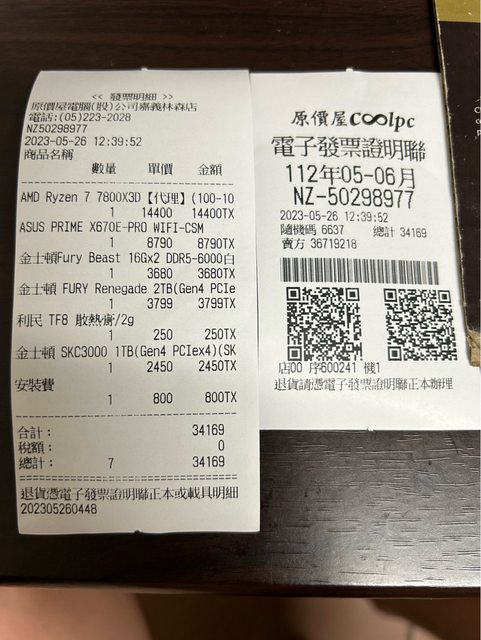 << 發票明細 >>
原價屋電腦(股)公司嘉義林森店
電話:(05)223-2028
NZ50298977
2023-05-26 12:39:52
商品名稱
數量 單價 金額
AMD Ryzen 7 7800X3D【代理】(100-10
1 14400 14400TX
ASUS PRIME X670E-PRO WIFI-CSM
1 8790 8790TX
金士頓Fury Beast 16Gx2 DDR5-6000白
1 3680 3680TX
金士頓 FURY Renegade 2TB(Gen4 PCIe
1 3799 3799TX
利民 TF8 散熱膏/2g
1 250 250TX
金士頓 SKC3000 1TB(Gen4 PCIex4)(SK
1 2450 2450TX
安裝費
1 800 800TX
合計: 34169
稅額: 0
總計: 7 34169
退貨憑電子發票證明聯正本或載具明細
202305260448
原價屋coolpc
電子發票證明聯
112年05-06月
NZ-50298977
2023-05-26 12:39:52
隨機碼 6637 總計 34169
賣方 36719218
店00 序600241 機1
退貨請憑電子發票證明聯正本辦理